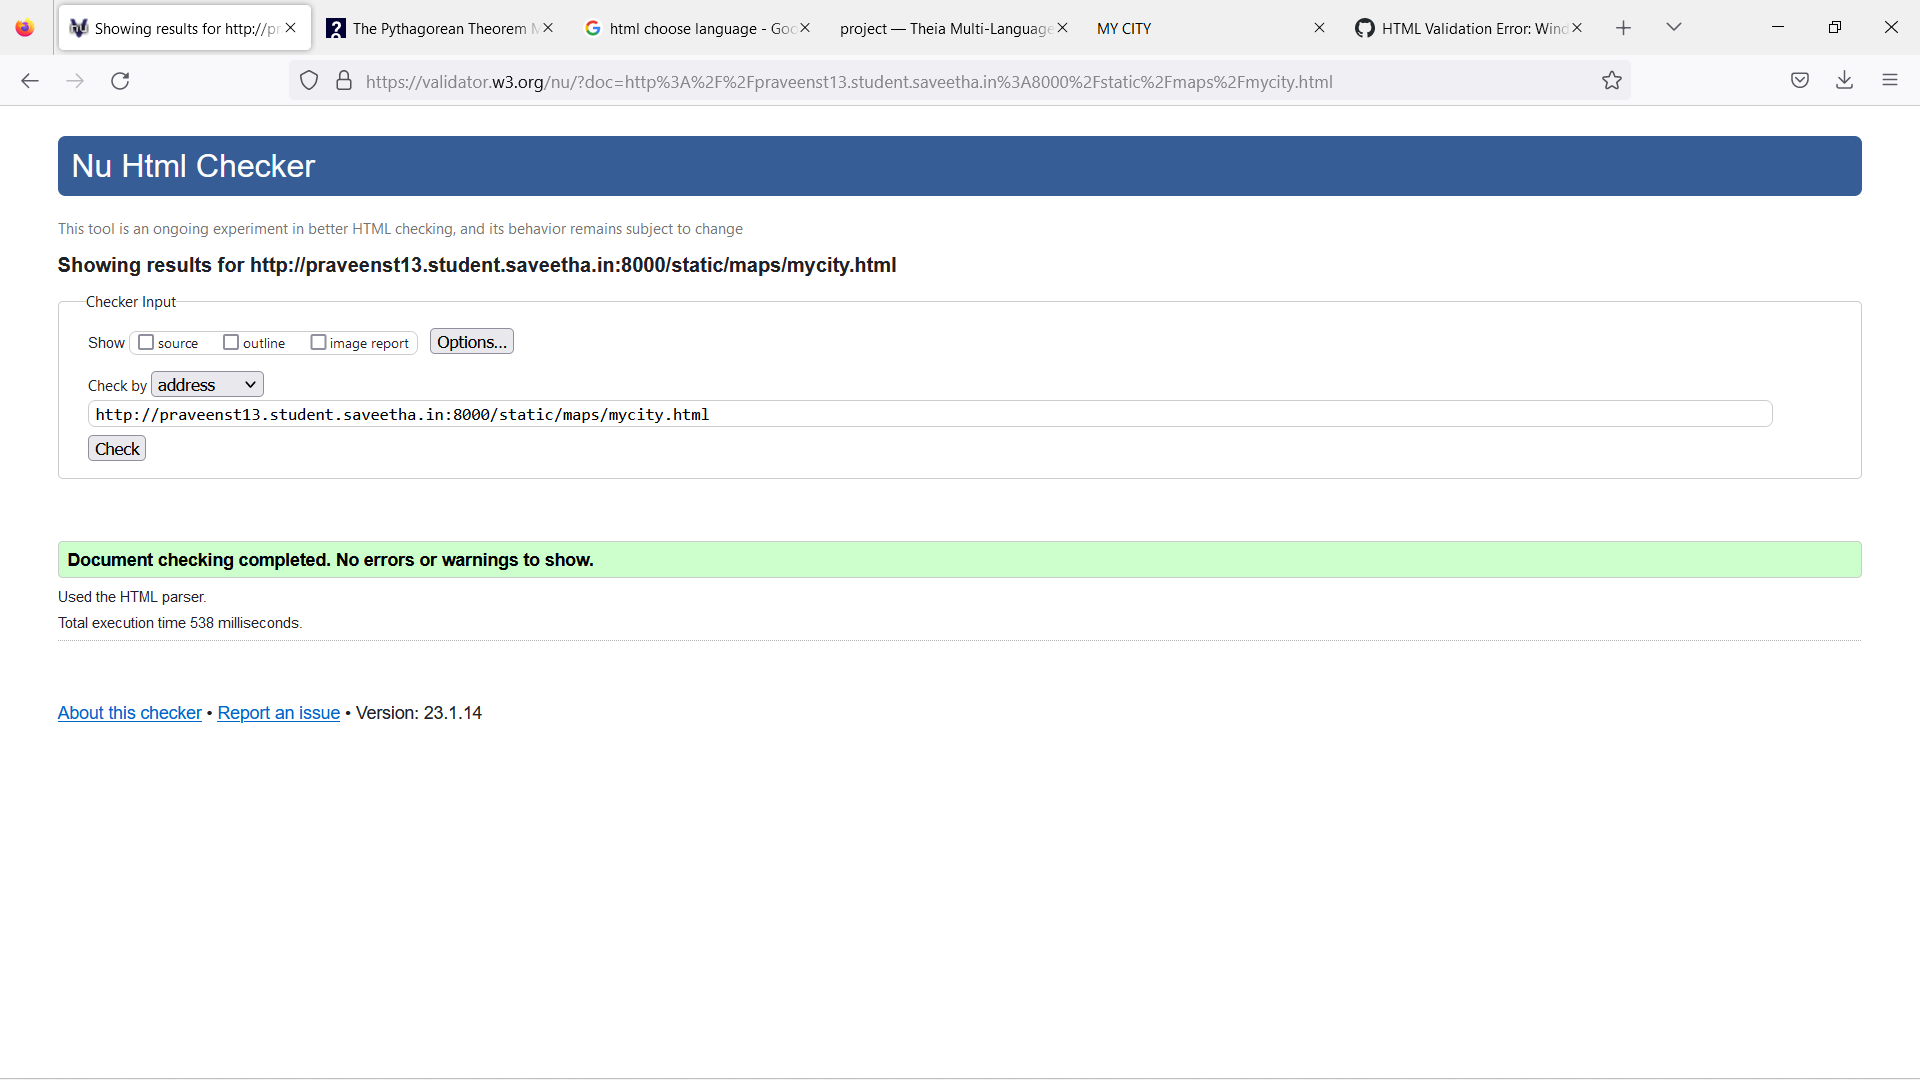 Showing results for http://pr
The Pythagorean Theorem M
html choose language - Goo
project — Theia Multi-Language
MY CITY
HTML Validation Error: Wind
https://validator.w3.org/nu/?doc=http%3A%2F%2Fpraveenst13.student.saveetha.in%3A8000%2Fstatic%2Fmaps%2Fmycity.html
Nu Html Checker
This tool is an ongoing experiment in better HTML checking, and its behavior remains subject to change
Showing results for http://praveenst13.student.saveetha.in:8000/static/maps/mycity.html
Checker Input
Show source outline image report Options...
Check by address
http://praveenst13.student.saveetha.in:8000/static/maps/mycity.html
Check
Document checking completed. No errors or warnings to show.
Used the HTML parser.
Total execution time 538 milliseconds.
About this checker • Report an issue • Version: 23.1.14